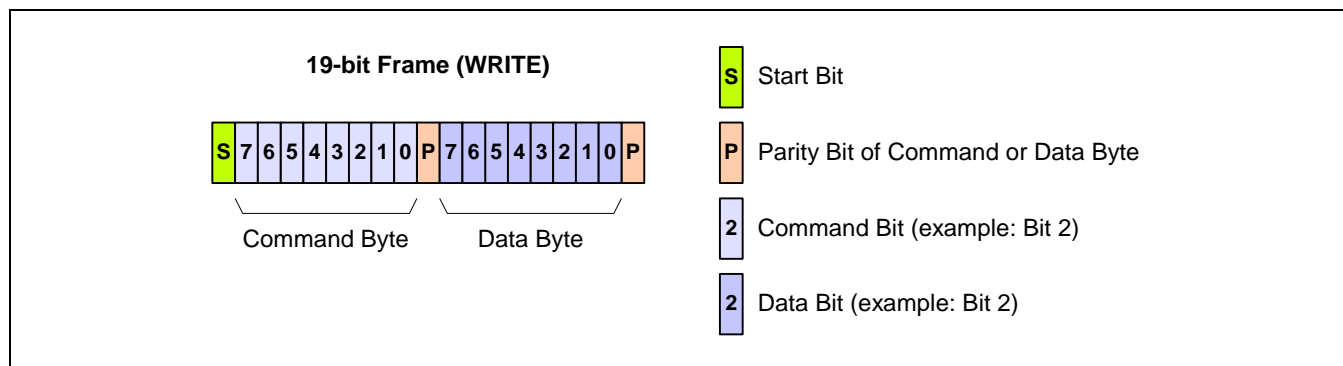 19-bit Frame (WRITE)
S 7 6 5 4 3 2 1 0 P 7 6 5 4 3 2 1 0 P
Command Byte Data Byte
S Start Bit
P Parity Bit of Command or Data Byte
2 Command Bit (example: Bit 2)
2 Data Bit (example: Bit 2)